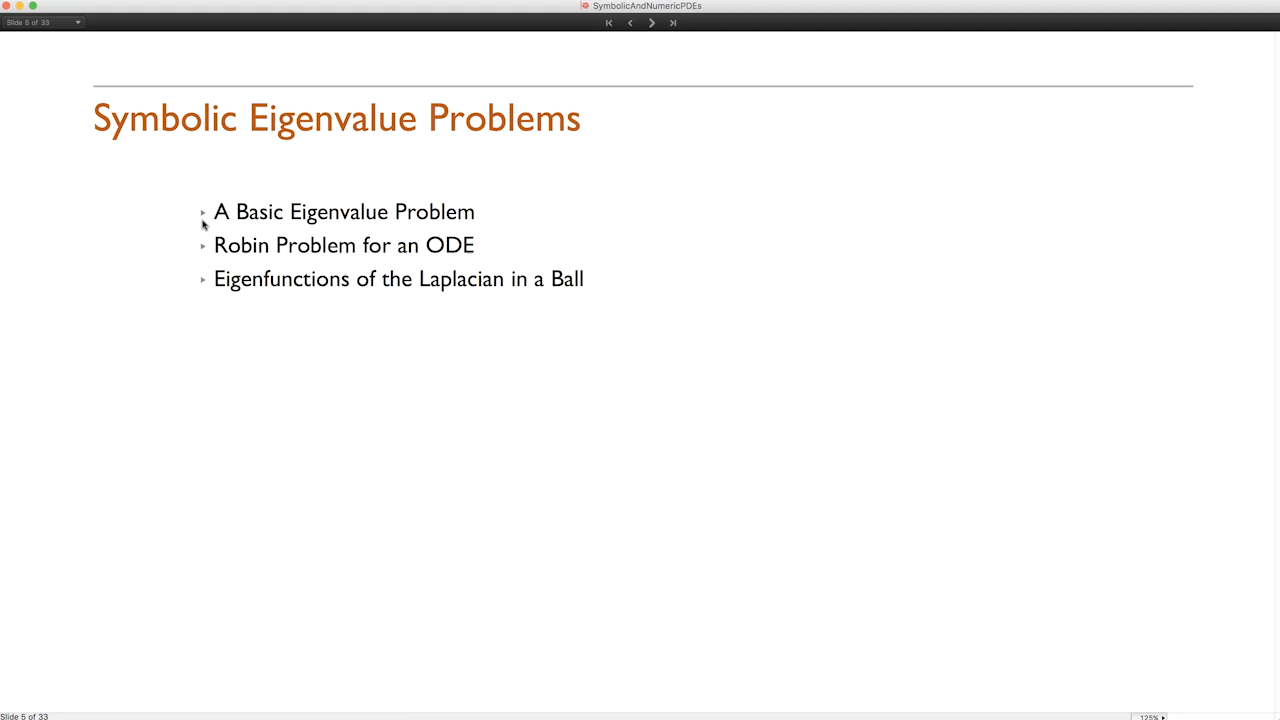 SymbolicAndNumericPDEs
Slide 5 of 33
Symbolic Eigenvalue Problems
A Basic Eigenvalue Problem
Robin Problem for an ODE
Eigenfunctions of the Laplacian in a Ball
Slide 5 of 33
125%